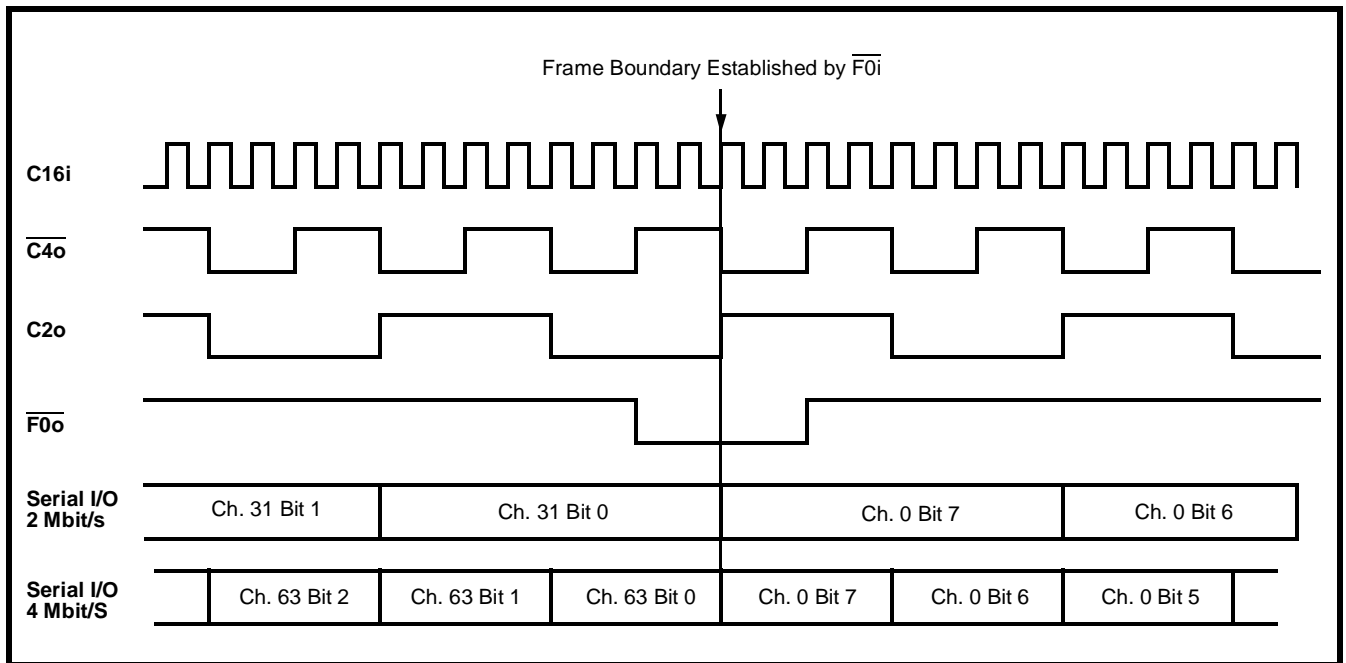 Frame Boundary Established by F0i
C16i
C4o
C2o
F0o
Serial I/O
2 Mbit/s
Ch. 31 Bit 1
Ch. 31 Bit 0
Ch. 0 Bit 7
Ch. 0 Bit 6
Serial I/O
4 Mbit/S
Ch. 63 Bit 2
Ch. 63 Bit 1
Ch. 63 Bit 0
Ch. 0 Bit 7
Ch. 0 Bit 6
Ch. 0 Bit 5